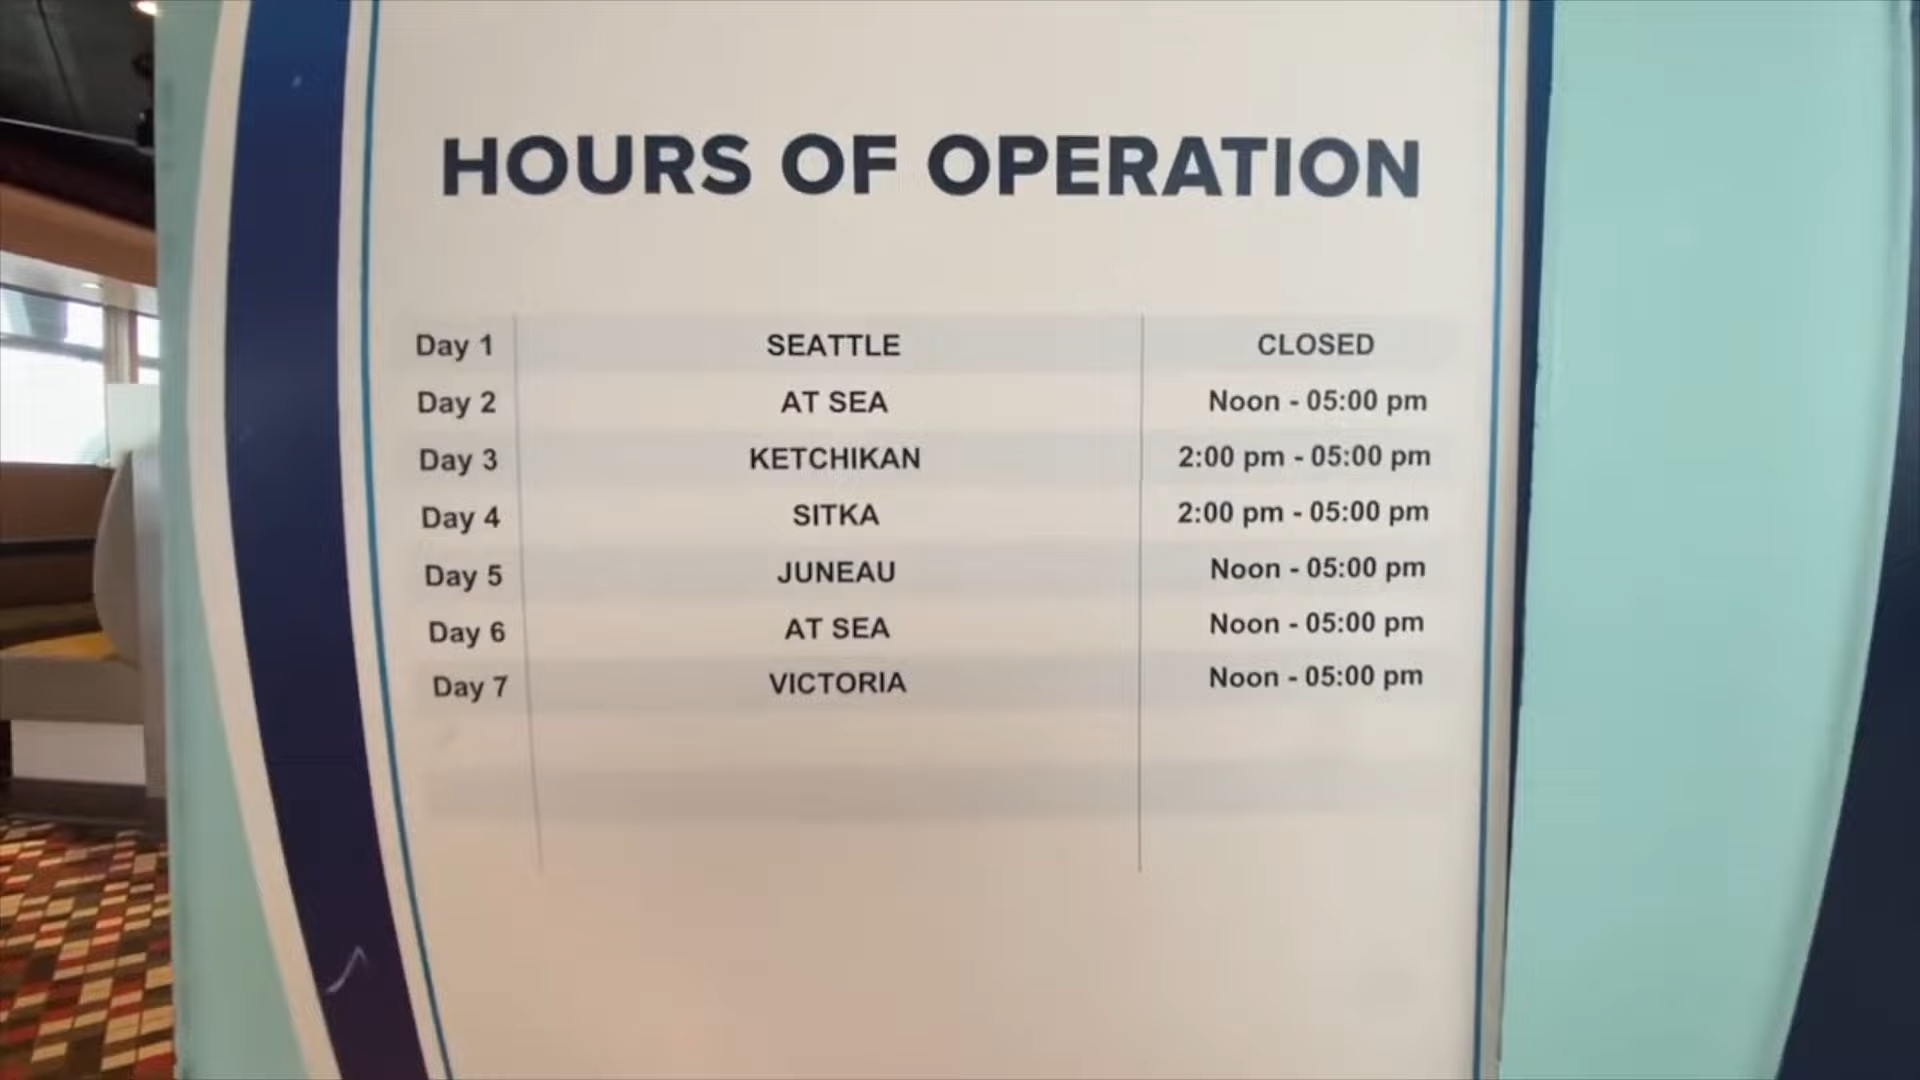 HOURS OF OPERATION
Day 1 SEATTLE CLOSED
Day 2 AT SEA Noon - 05:00 pm
Day 3 KETCHIKAN 2:00 pm - 05:00 pm
Day 4 SITKA 2:00 pm - 05:00 pm
Day 5 JUNEAU Noon - 05:00 pm
Day 6 AT SEA Noon - 05:00 pm
Day 7 VICTORIA Noon - 05:00 pm